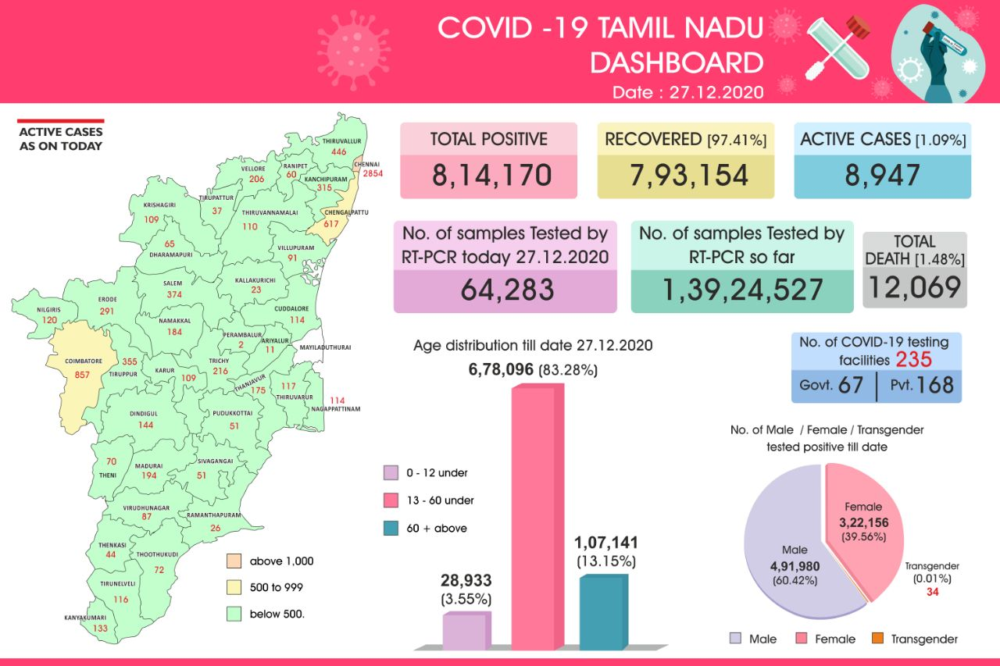 COVID -19 TAMIL NADU
DASHBOARD
Date : 27.12.2020
ACTIVE CASES
AS ON TODAY
THIRUVALLUR
446
CHENNAI
2854
VELLORE
206
RANIPET
60
KANCHIPURAM
315
CHENGALPATTU
617
TIRUPATTUR
37
KRISHAGIRI
109
THIRUVANNAMALAI
110
65
DHARAMAPURI
VILLUPURAM
91
SALEM
374
KALLAKURICHI
23
ERODE
291
NILGIRIS
120
NAMAKKAL
184
CUDDALORE
114
PERAMBALUR
2
ARIYALUR
11
MAYILADUTHURAI
COIMBATORE
857
355
TIRUPPUR
KARUR
109
TRICHY
216
THANJAVUR
175
117
THIRUVARUR
114
NAGAPPATTINAM
DINDIGUL
144
PUDUKKOTTAI
51
70
THENI
MADURAI
194
SIVAGANGAI
51
VIRUDHUNAGAR
87
RAMANTHAPURAM
26
THENKASI
44
THOOTHUKUDI
72
TIRUNELVELI
116
KANYAKUMARI
133
above 1,000
500 to 999
below 500.
TOTAL POSITIVE
8,14,170
RECOVERED [97.41%]
7,93,154
ACTIVE CASES [1.09%]
8,947
No. of samples Tested by
RT-PCR today 27.12.2020
64,283
No. of samples Tested by
RT-PCR so far
1,39,24,527
TOTAL
DEATH [1.48%]
12,069
Age distribution till date 27.12.2020
6,78,096 (83.28%)
0 - 12 under
13 - 60 under
60 + above
28,933
(3.55%)
1,07,141
(13.15%)
No. of COVID-19 testing
facilities 235
Govt. 67 | Pvt. 168
No. of Male / Female / Transgender
tested positive till date
Female
3,22,156
(39.56%)
Male
4,91,980
(60.42%)
Transgender
(0.01%)
34
Male
Female
Transgender